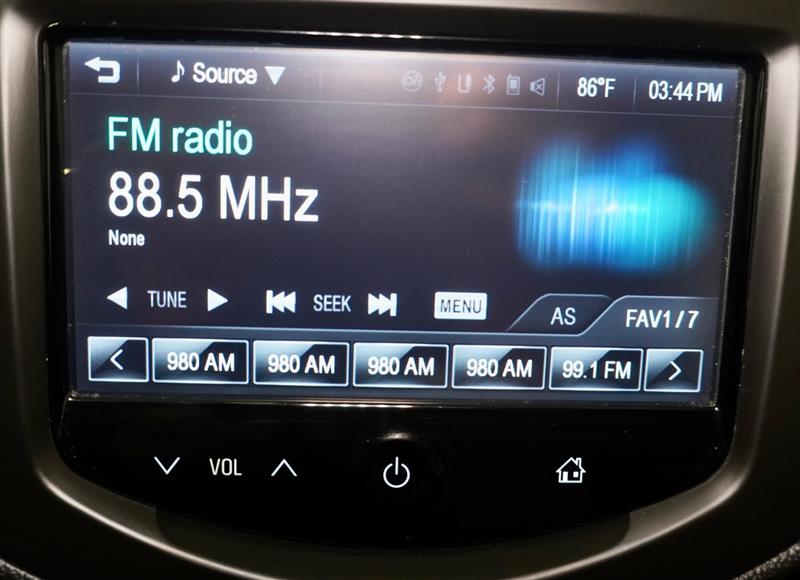 Source 86°F 03:44 PM
FM radio
88.5 MHz
None
TUNE SEEK MENU AS FAV1/7
980 AM 980 AM 980 AM 980 AM 99.1 FM
VOL